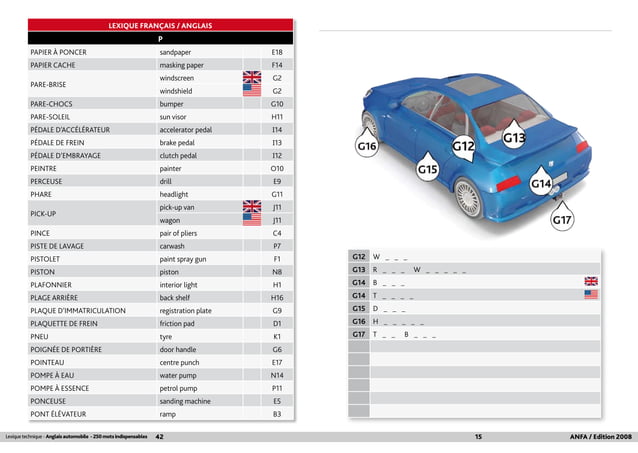 LEXIQUE FRANÇAIS / ANGLAIS
P
PAPIER À PONCER sandpaper E18
PAPIER CACHE masking paper F14
PARE-BRISE windscreen G2
windshield G2
PARE-CHOCS bumper G10
PARE-SOLEIL sun visor H11
PÉDALE D'ACCÉLÉRATEUR accelerator pedal I14
PÉDALE DE FREIN brake pedal I13
PÉDALE D'EMBRAYAGE clutch pedal I12
PEINTRE painter O10
PERCEUSE drill E9
PHARE headlight G11
PICK-UP pick-up van J11
wagon J11
PINCE pair of pliers C4
PISTE DE LAVAGE carwash P7
PISTOLET paint spray gun F1
PISTON piston N8
PLAFONNIER interior light H1
PLAGE ARRIÈRE back shelf H16
PLAQUE D'IMMATRICULATION registration plate G9
PLAQUETTE DE FREIN friction pad D1
PNEU tyre K1
POIGNÉE DE PORTIÈRE door handle G6
POINTEAU centre punch E17
POMPE À EAU water pump N14
POMPE À ESSENCE petrol pump P11
PONCEUSE sanding machine E5
PONT ÉLÉVATEUR ramp B3
Lexique technique - Anglais automobile - 250 mots indispensables 42
G16
G12
G13
G15
G14
G17
G12 W _ _ _
G13 R _ _ _ W _ _ _ _ _
G14 B _ _ _
G14 T _ _ _ _
G15 D _ _ _
G16 H _ _ _ _ _
G17 T _ _ B _ _ _
15 ANFA / Edition 2008